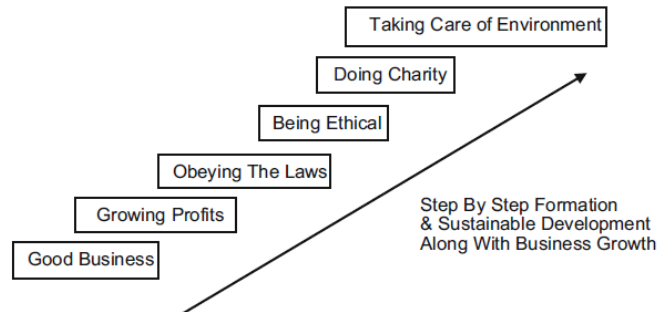 Taking Care of Environment
Doing Charity
Being Ethical
Obeying The Laws
Growing Profits
Good Business
Step By Step Formation
& Sustainable Development
Along With Business Growth